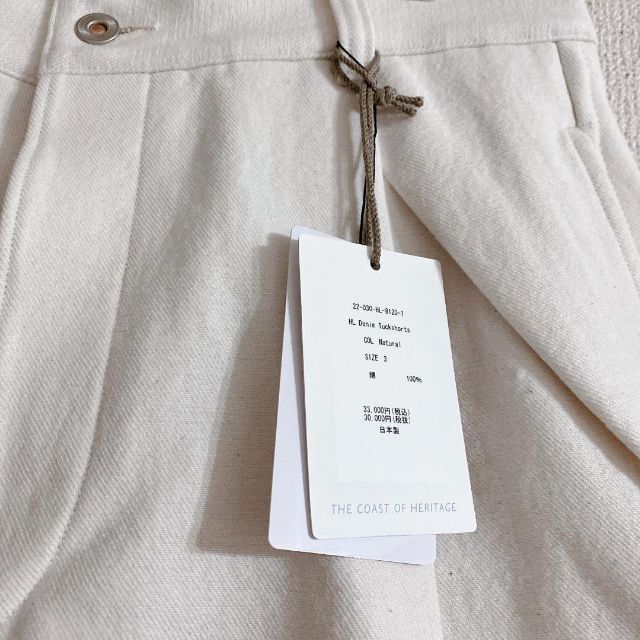 22-030-HL-8120-1
HL Denim Tuckshorts
COL Natural
SIZE 3
綿 100%
33,000円(税込)
30,000円(税抜)
日本製
THE COAST OF HERITAGE